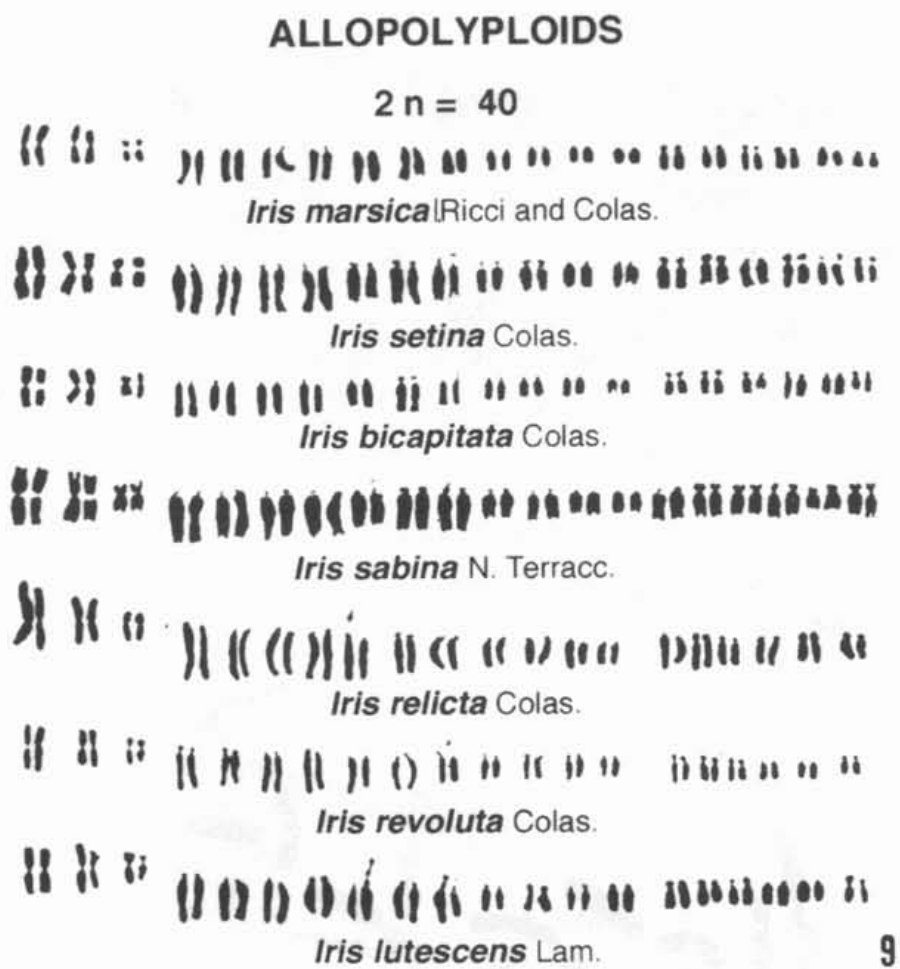 ALLOPOLYPLOIDS
2 n = 40
Iris marsica Ricci and Colas.
Iris setina Colas.
Iris bicapitata Colas.
Iris sabina N. Terracc.
Iris relicta Colas.
Iris revoluta Colas.
Iris lutescens Lam.
9